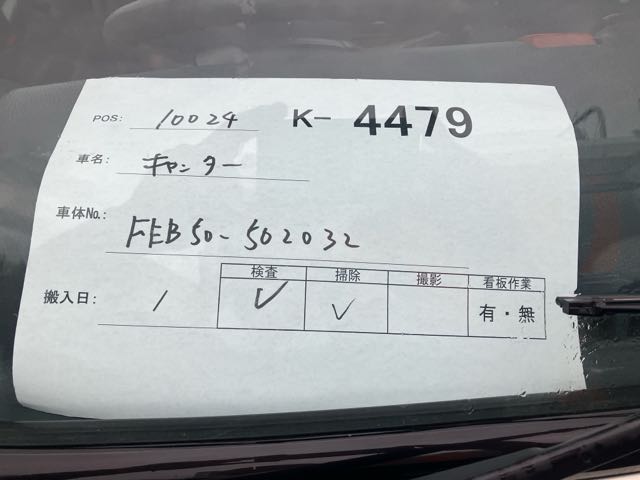 POS: 10024 K- 4479
車名: キャンター
車体No.: FEB50-502032
検査 掃除 撮影 看板作業
搬入日: / ✓ ✓ 有・無